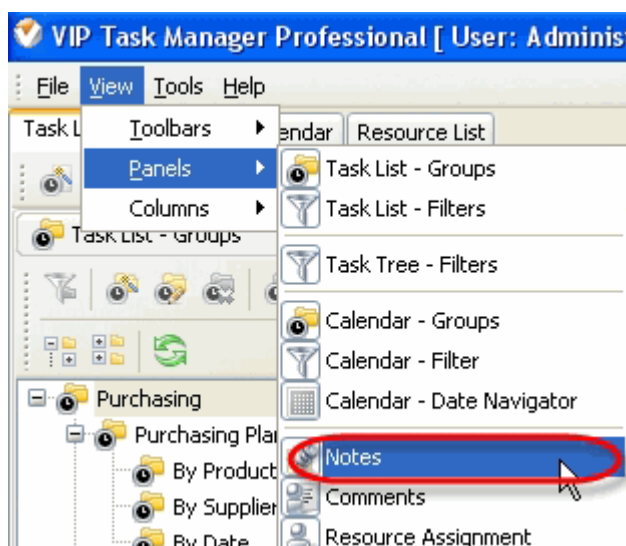 VIP Task Manager Professional [ User: Adminis
File View Tools Help
Task L endar Resource List
Toolbars
Panels
Columns
Task List - Groups
Task List - Filters
Task Tree - Filters
Calendar - Groups
Calendar - Filter
Calendar - Date Navigator
Notes
Comments
Resource Assignment
Task List - Groups
Purchasing
Purchasing Pla
By Product
By Supplier
By Date